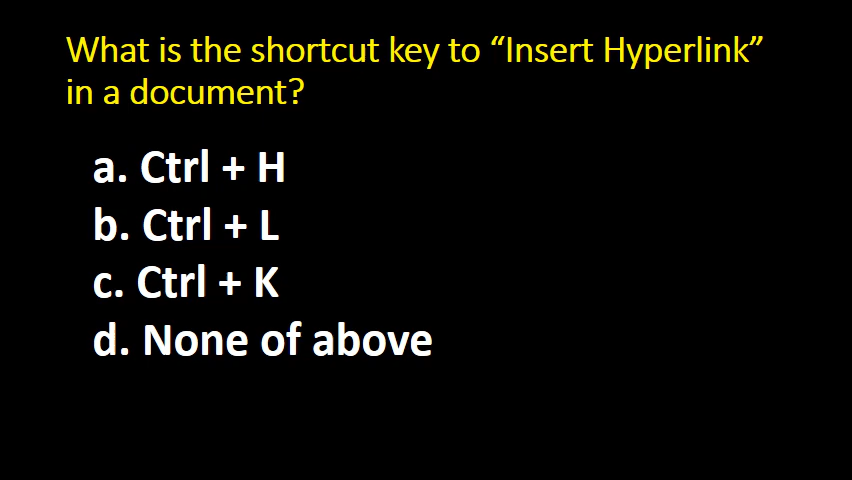 What is the shortcut key to “Insert Hyperlink”
in a document?
a. Ctrl + H
b. Ctrl + L
c. Ctrl + K
d. None of above